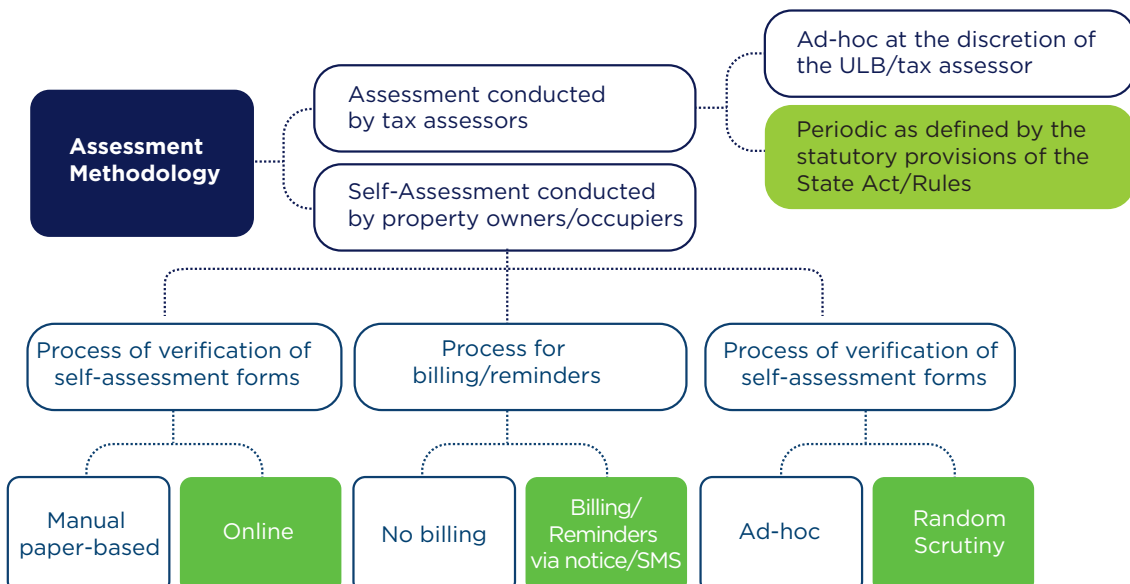 Assessment
Methodology
Assessment conducted
by tax assessors
Self-Assessment conducted
by property owners/occupiers
Ad-hoc at the discretion of
the ULB/tax assessor
Periodic as defined by the
statutory provisions of the
State Act/Rules
Process of verification of
self-assessment forms
Process for
billing/reminders
Process of verification of
self-assessment forms
Manual
paper-based
Online
No billing
Billing/
Reminders
via notice/SMS
Ad-hoc
Random
Scrutiny